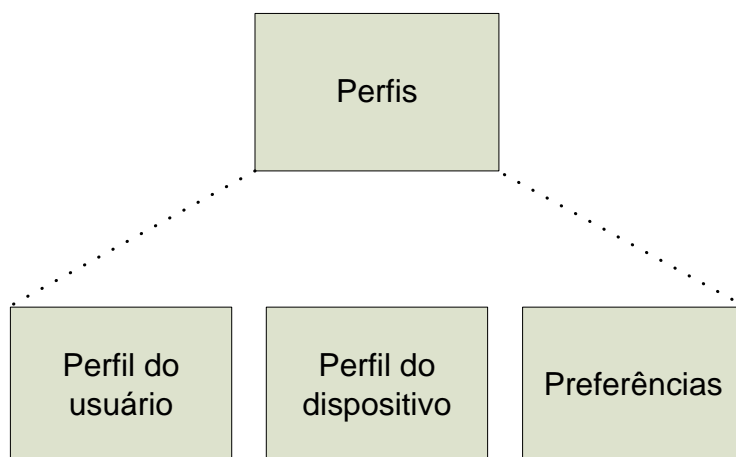 Perfis
Perfil do
usuário
Perfil do
dispositivo
Preferências